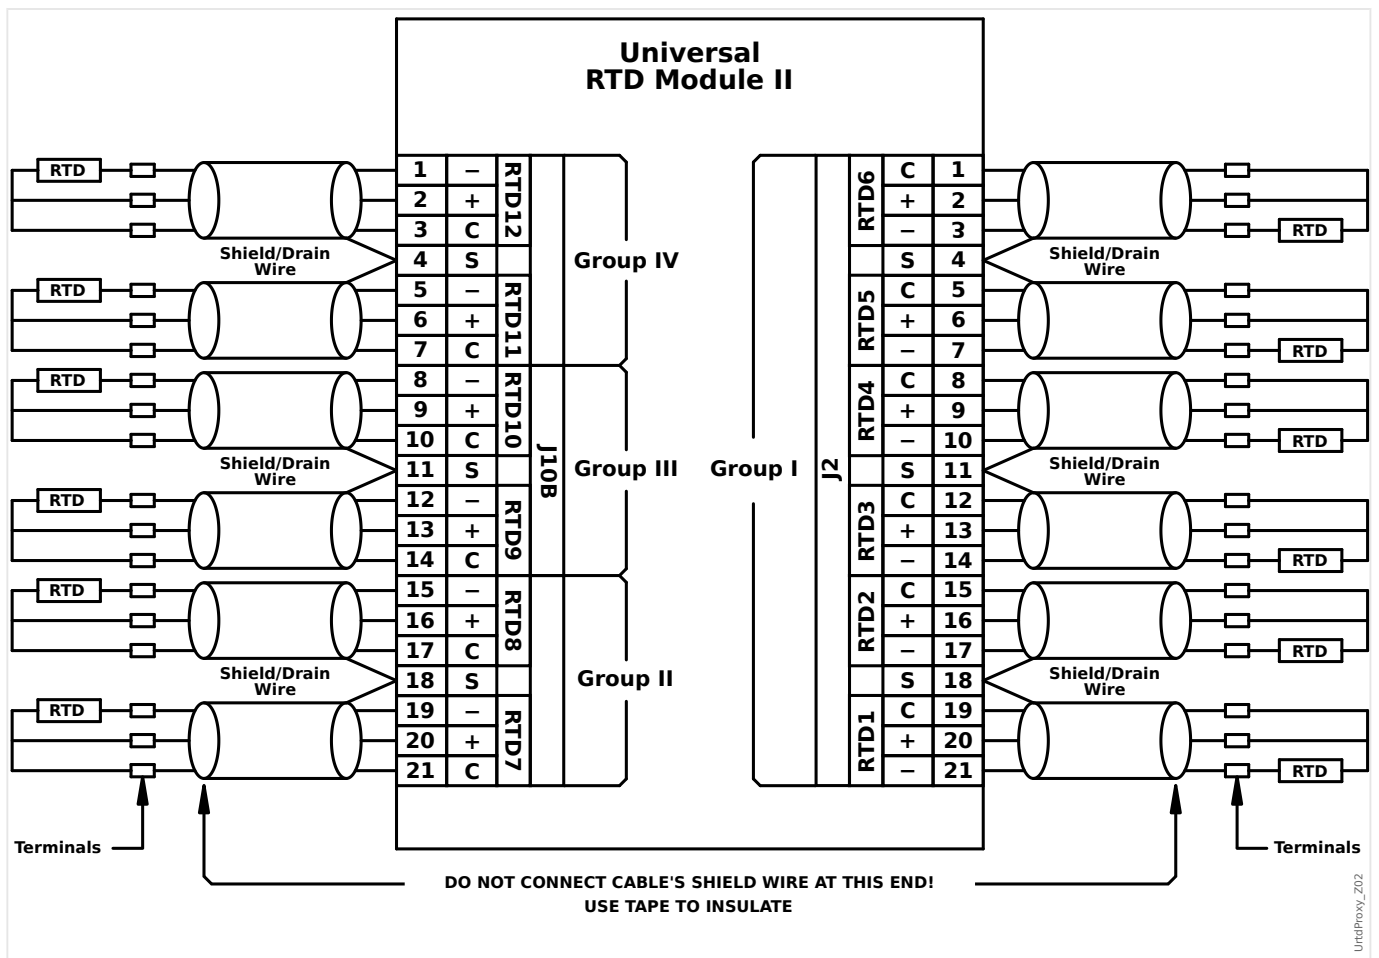 Universal
RTD Module II
RTD 1 − RTD12 RTD6 C 1
2 + + 2
3 C − 3 RTD
Shield/Drain 4 S Group IV S 4 Shield/Drain
Wire Wire
RTD 5 − RTD11 RTD5 C 5
6 + + 6
7 C − 7 RTD
RTD 8 − RTD10 RTD4 C 8
9 + + 9
10 C − 10 RTD
Shield/Drain 11 S J10B Group III Group I J2 S 11 Shield/Drain
Wire Wire
RTD 12 − RTD9 RTD3 C 12
13 + + 13
14 C − 14 RTD
RTD 15 − RTD8 RTD2 C 15
16 + + 16
17 C − 17 RTD
Shield/Drain 18 S Group II S 18 Shield/Drain
Wire Wire
RTD 19 − RTD7 RTD1 C 19
20 + + 20
21 C − 21 RTD
Terminals Terminals
DO NOT CONNECT CABLE'S SHIELD WIRE AT THIS END!
USE TAPE TO INSULATE
UrtdProxy_Z02